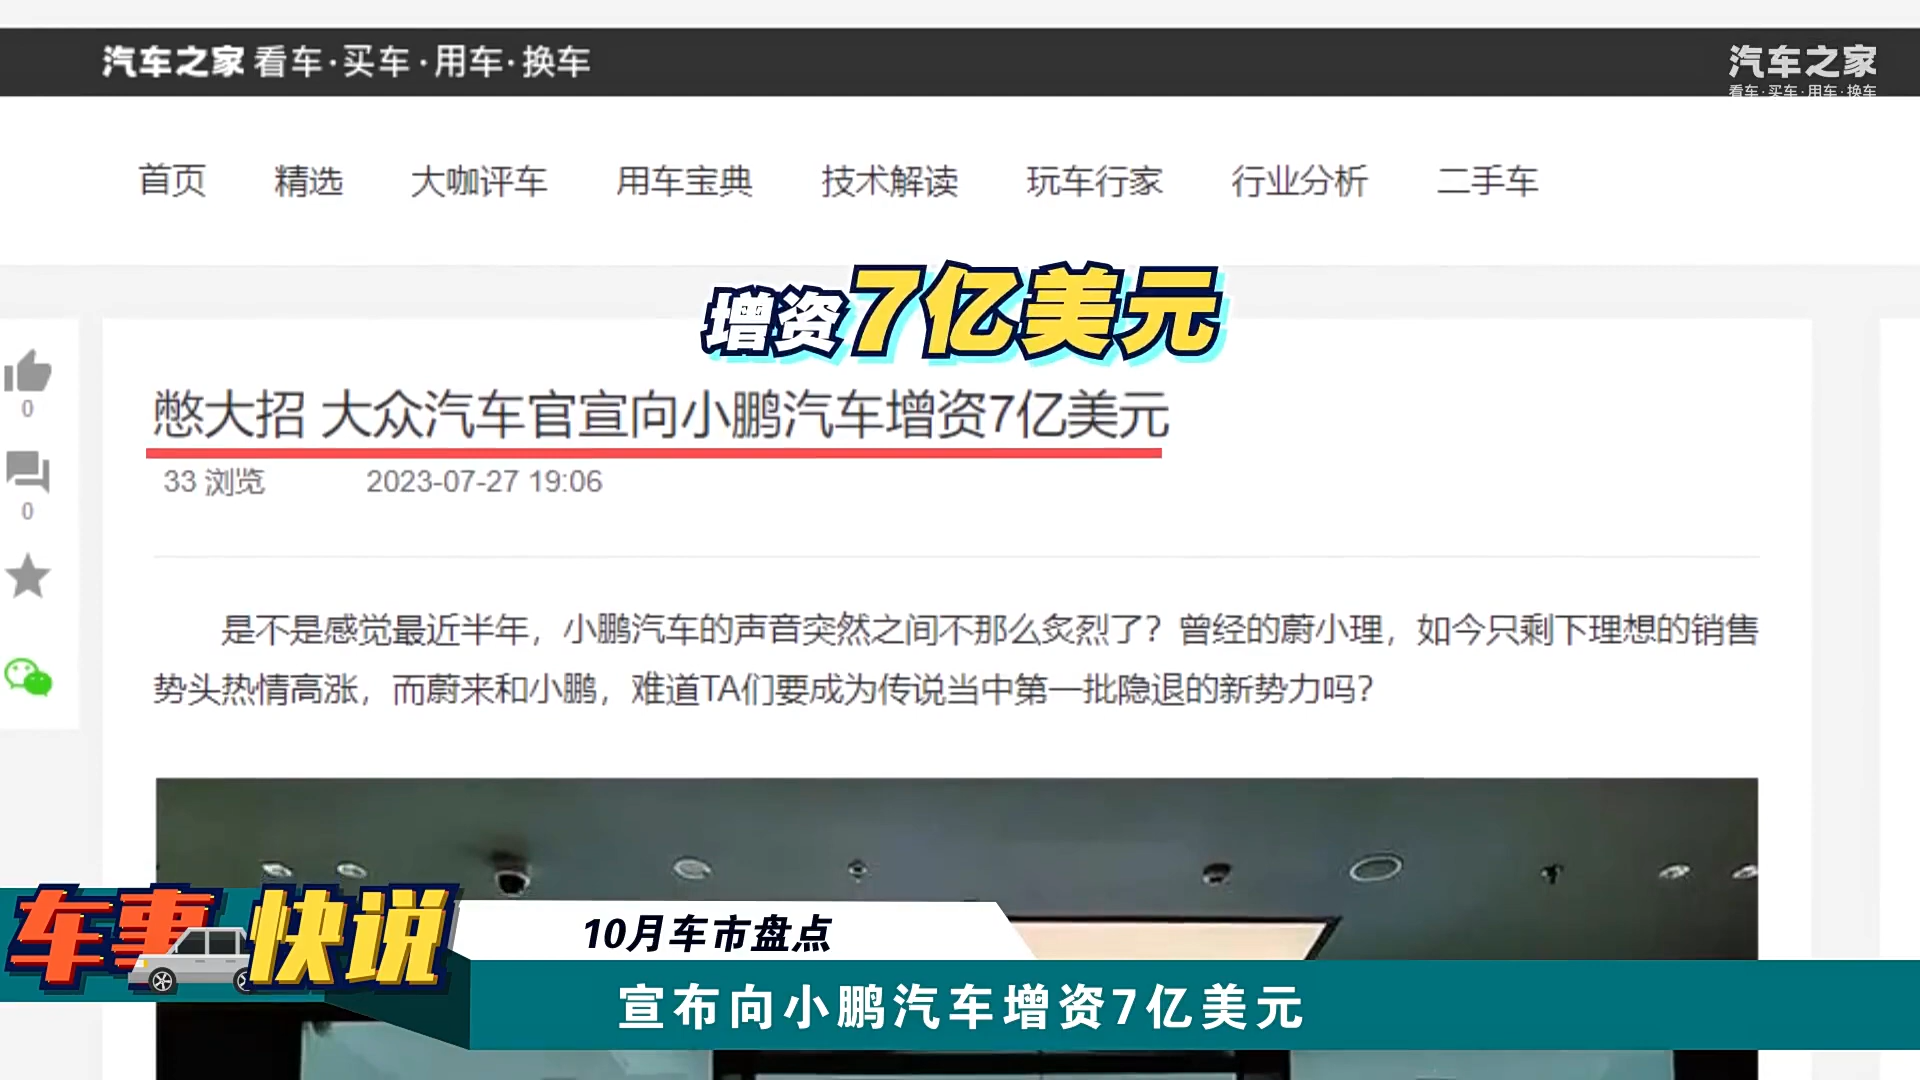 汽车之家 看车·买车·用车·换车
汽车之家
看车·买车·用车·换车
首页 精选 大咖评车 用车宝典 技术解读 玩车行家 行业分析 二手车
增资7亿美元
憋大招 大众汽车官宣向小鹏汽车增资7亿美元
33 浏览 2023-07-27 19:06
0
0
是不是感觉最近半年，小鹏汽车的声音突然之间不那么炙烈了？曾经的蔚小理，如今只剩下理想的销售
势头热情高涨，而蔚来和小鹏，难道TA们要成为传说当中第一批隐退的新势力吗？
车事快说
10月车市盘点
宣布向小鹏汽车增资7亿美元